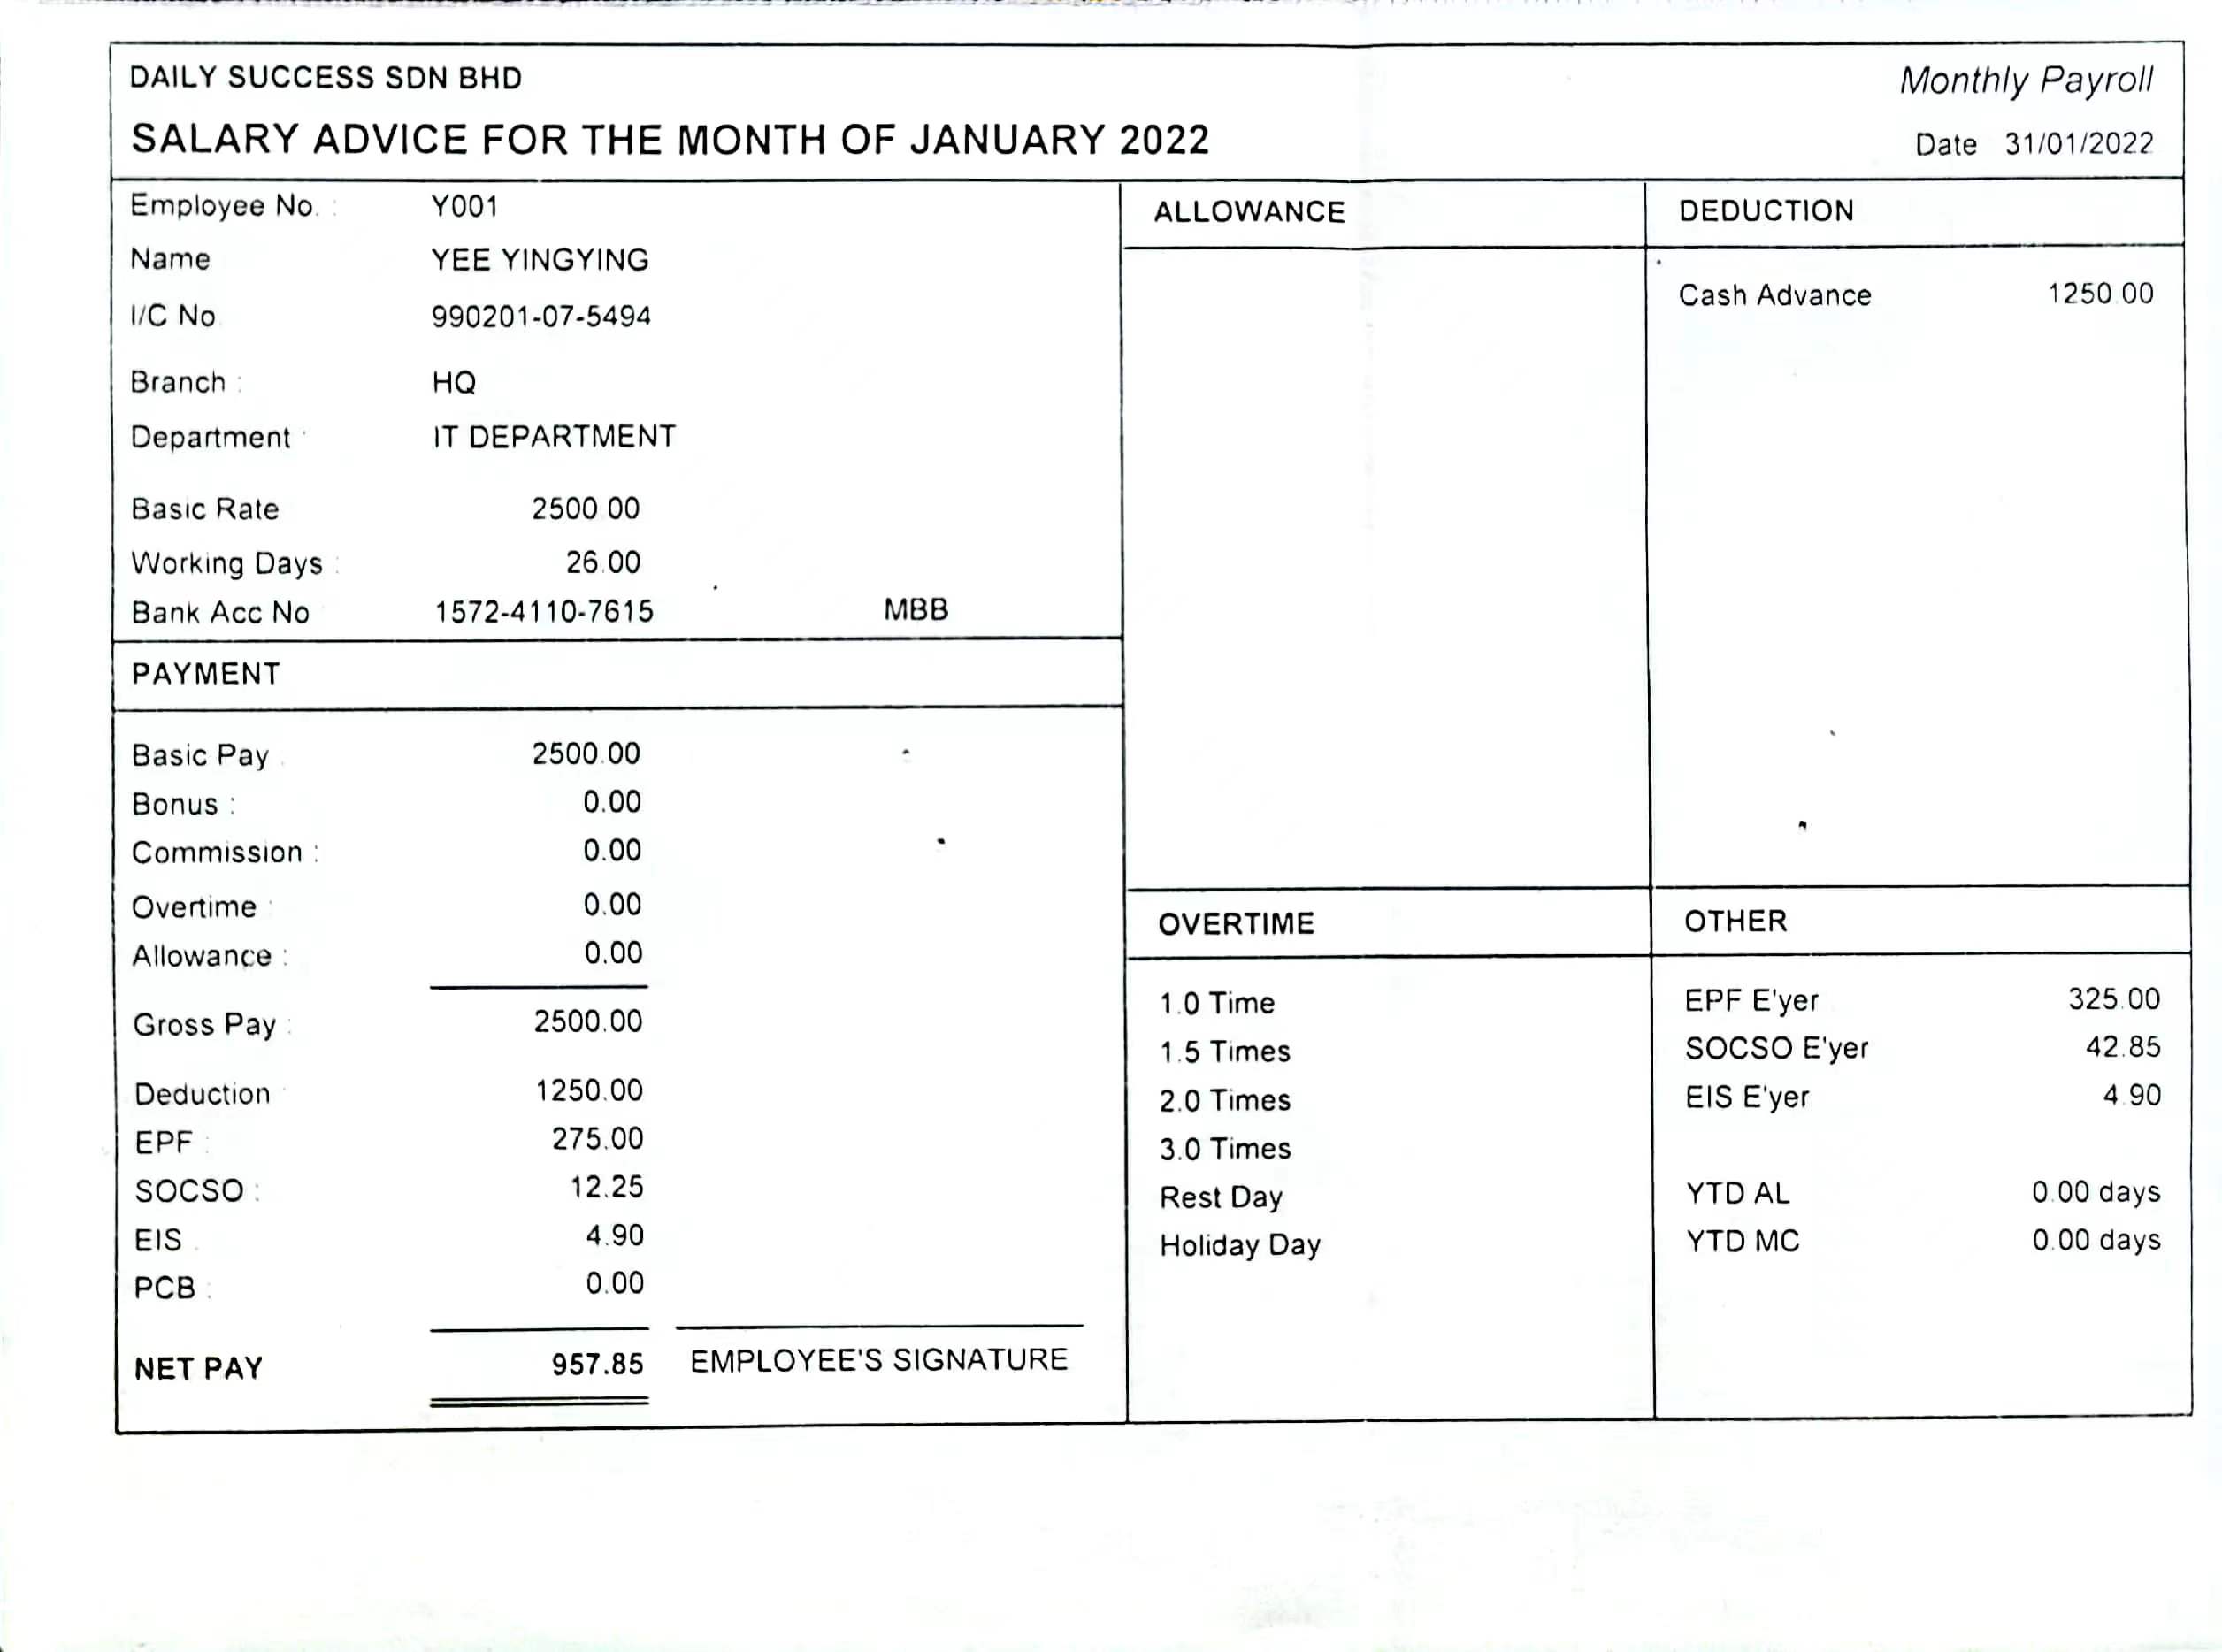 DAILY SUCCESS SDN BHD
Monthly Payroll
SALARY ADVICE FOR THE MONTH OF JANUARY 2022
Date 31/01/2022
Employee No. : Y001
Name YEE YINGYING
I/C No 990201-07-5494
Branch : HQ
Department : IT DEPARTMENT
Basic Rate 2500 00
Working Days : 26.00
Bank Acc No 1572-4110-7615 MBB
PAYMENT
Basic Pay 2500.00
Bonus : 0.00
Commission : 0.00
Overtime : 0.00
Allowance : 0.00
Gross Pay : 2500.00
Deduction 1250.00
EPF : 275.00
SOCSO : 12.25
EIS 4.90
PCB : 0.00
NET PAY 957.85
EMPLOYEE'S SIGNATURE
ALLOWANCE
DEDUCTION
Cash Advance 1250.00
OVERTIME
1.0 Time
1.5 Times
2.0 Times
3.0 Times
Rest Day
Holiday Day
OTHER
EPF E'yer 325.00
SOCSO E'yer 42.85
EIS E'yer 4.90
YTD AL 0.00 days
YTD MC 0.00 days